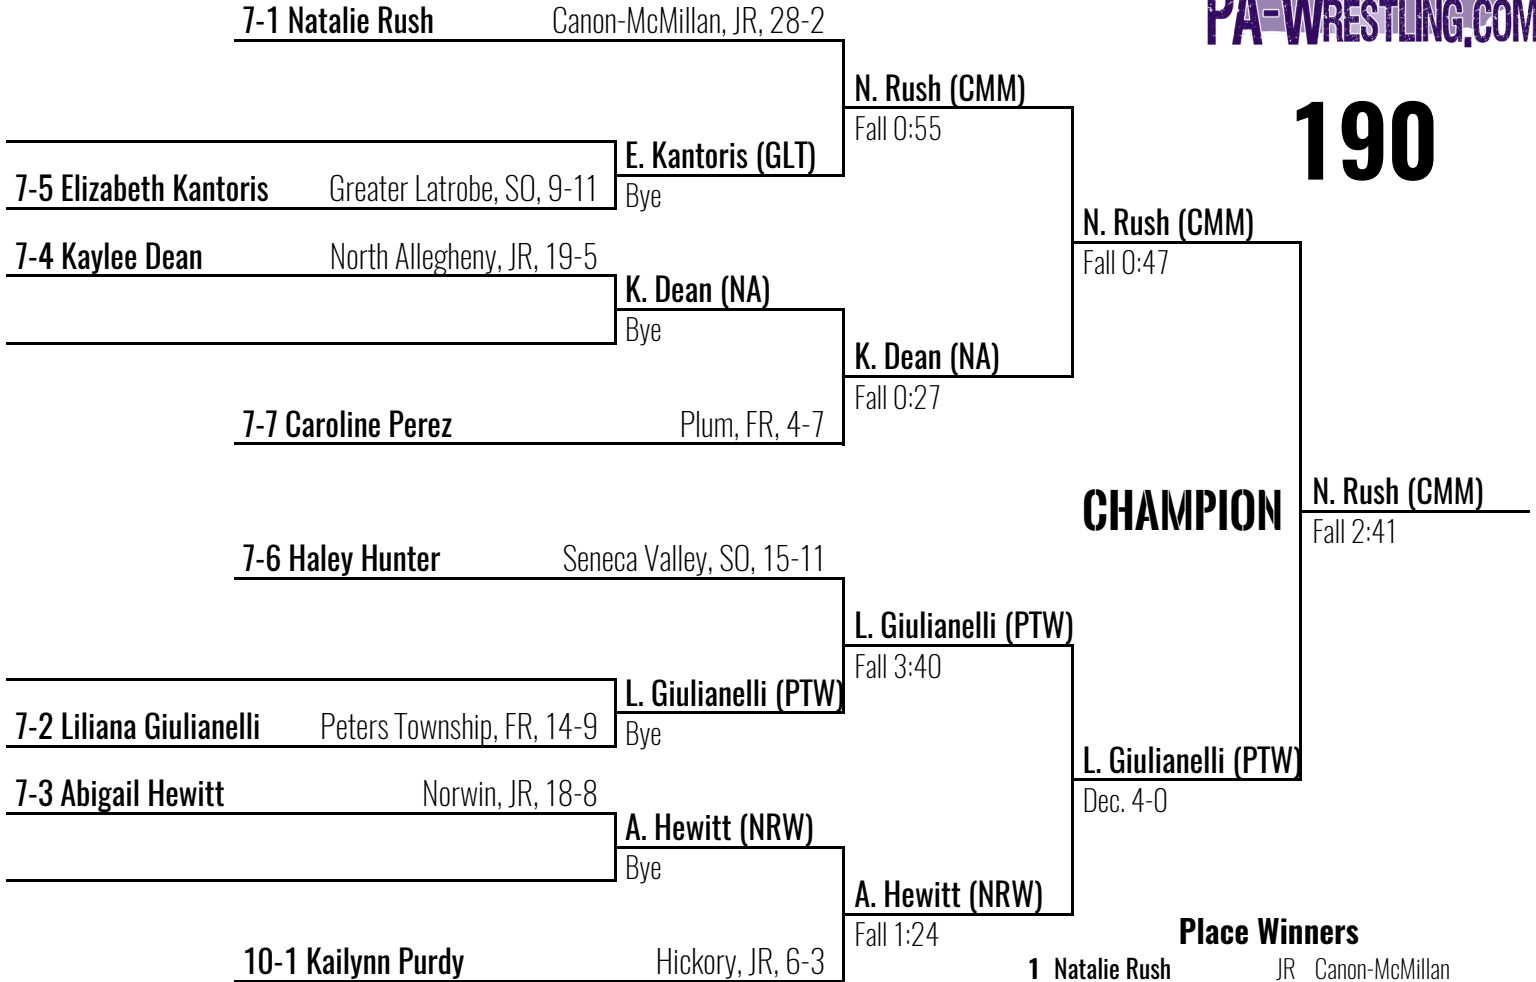 7-1 Natalie Rush Canon-McMillan, JR, 28-2
PA-WRESTLING.COM
N. Rush (CMM)
Fall 0:55
190
E. Kantoris (GLT)
Bye
7-5 Elizabeth Kantoris Greater Latrobe, SO, 9-11
7-4 Kaylee Dean North Allegheny, JR, 19-5
N. Rush (CMM)
Fall 0:47
K. Dean (NA)
Bye
K. Dean (NA)
Fall 0:27
7-7 Caroline Perez Plum, FR, 4-7
CHAMPION
N. Rush (CMM)
Fall 2:41
7-6 Haley Hunter Seneca Valley, SO, 15-11
L. Giulianelli (PTW)
Fall 3:40
L. Giulianelli (PTW)
Bye
7-2 Liliana Giulianelli Peters Township, FR, 14-9
7-3 Abigail Hewitt Norwin, JR, 18-8
L. Giulianelli (PTW)
Dec. 4-0
A. Hewitt (NRW)
Bye
A. Hewitt (NRW)
Fall 1:24
7-10 Kailynn Purdy Hickory, JR, 6-3
Place Winners
1 Natalie Rush JR Canon-McMillan